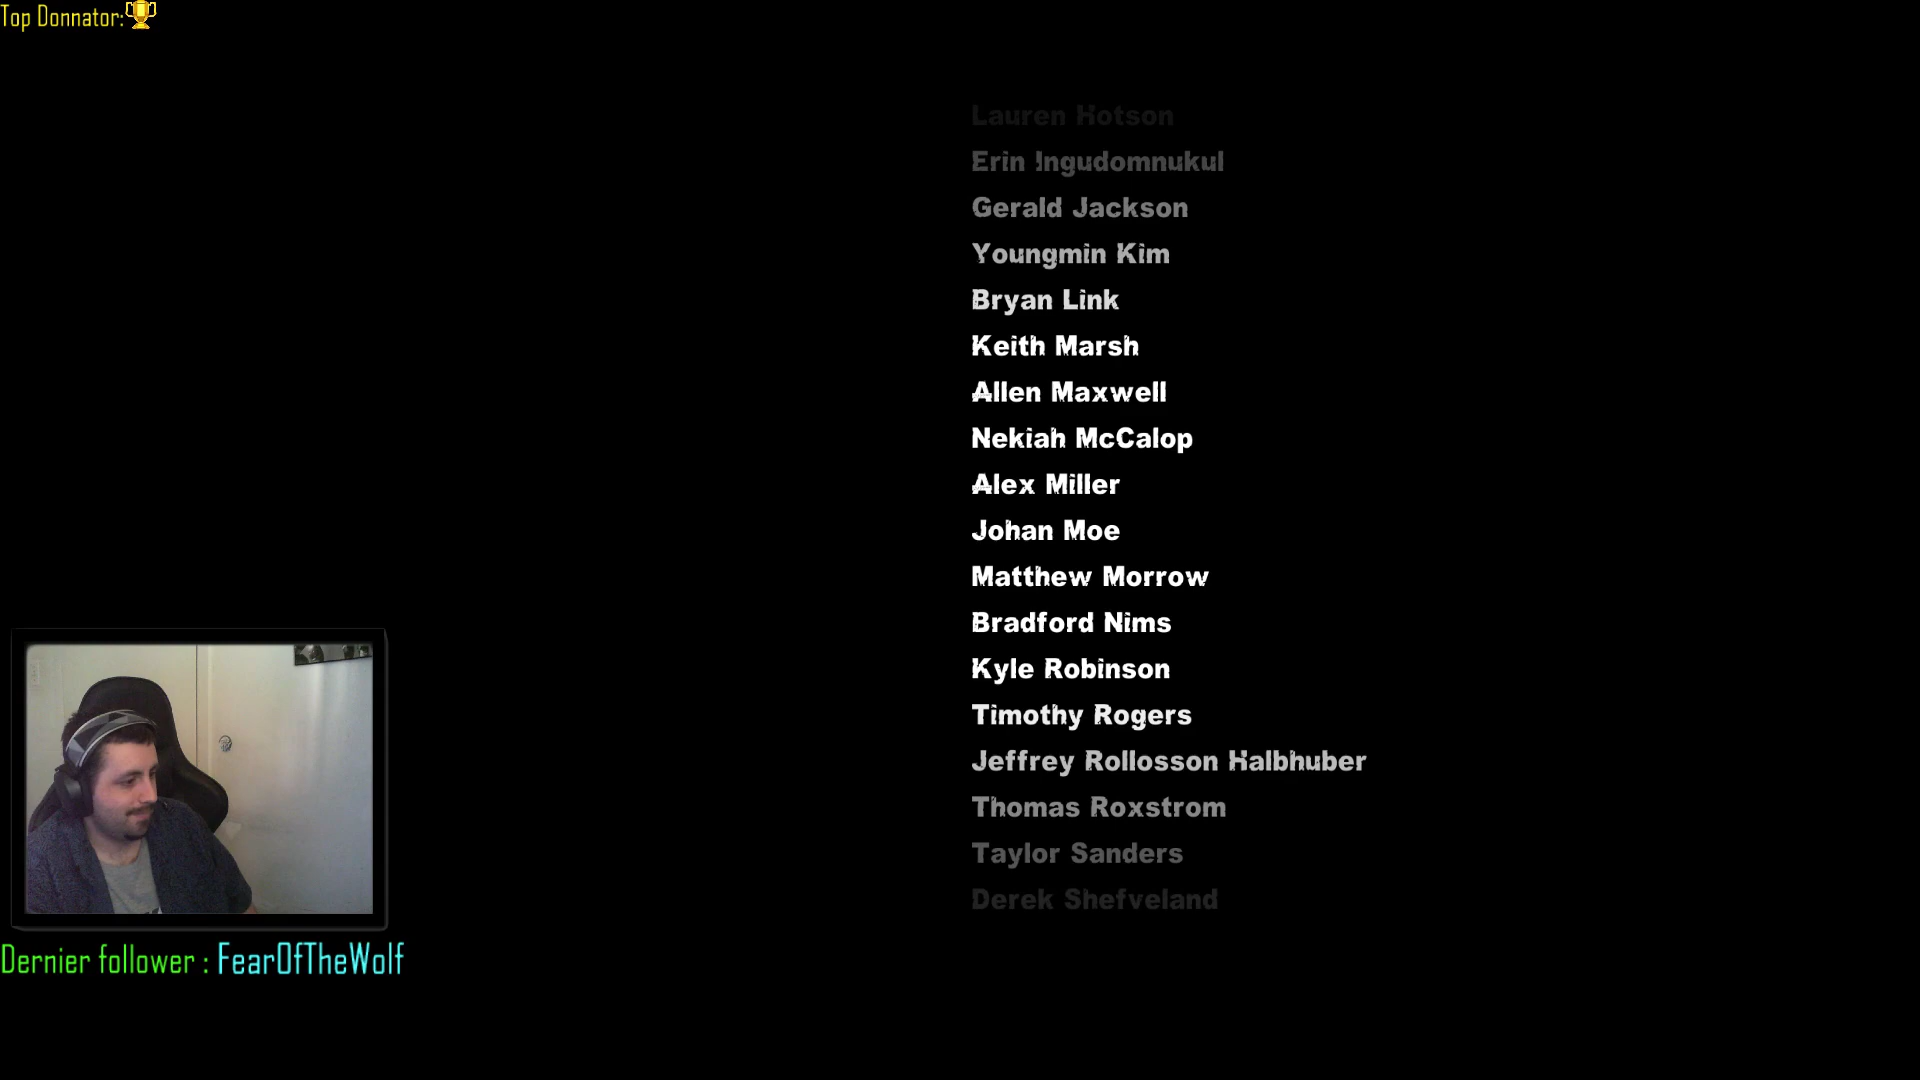 Top Donnator:
Lauren Hotson
Erin Ingudomnukul
Gerald Jackson
Youngmin Kim
Bryan Link
Keith Marsh
Allen Maxwell
Nekiah McCalop
Alex Miller
Johan Moe
Matthew Morrow
Bradford Nims
Kyle Robinson
Timothy Rogers
Jeffrey Rollosson Halbhuber
Thomas Roxstrom
Taylor Sanders
Derek Shefveland
Dernier follower : FearOfTheWolf